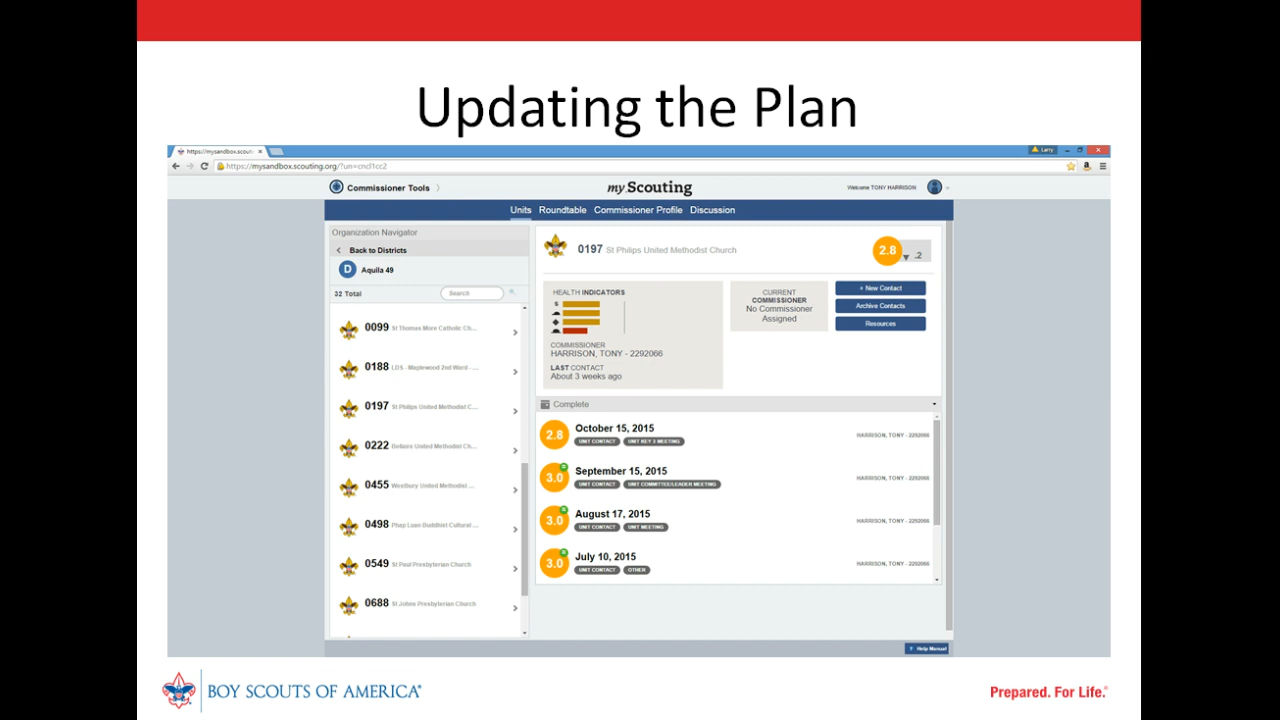 Updating the Plan
https://mysandbox.scout
Larry
https://mysandbox.scouting.org/?un=cncl1cc2
Commissioner Tools
my.Scouting
Welcome TONY HARRISON
Units Roundtable Commissioner Profile Discussion
Organization Navigator
Back to Districts
D Aquila 49
32 Total
Search
0099 St Thomas More Catholic Ch...
0188 LDS - Maplewood 2nd Ward - ...
0197 St Philips United Methodist C...
0222 Bellaire United Methodist Ch...
0455 Westbury United Methodist ...
0498 Phap Luan Buddhist Cultural ...
0549 St Paul Presbyterian Church
0688 St Johns Presbyterian Church
0197 St Philips United Methodist Church
2.8 .2
HEALTH INDICATORS
$
COMMISSIONER
HARRISON, TONY - 2292066
LAST CONTACT
About 3 weeks ago
CURRENT
COMMISSIONER
No Commissioner
Assigned
+ New Contact
Archive Contacts
Resources
Complete
2.8 October 15, 2015 HARRISON, TONY - 2292066
UNIT CONTACT UNIT KEY 3 MEETING
3.0 September 15, 2015 HARRISON, TONY - 2292066
UNIT CONTACT UNIT COMMITTEE/LEADER MEETING
3.0 August 17, 2015 HARRISON, TONY - 2292066
UNIT CONTACT UNIT MEETING
3.0 July 10, 2015 HARRISON, TONY - 2292066
UNIT CONTACT OTHER
? Help Manual
BOY SCOUTS OF AMERICA®
Prepared. For Life.®